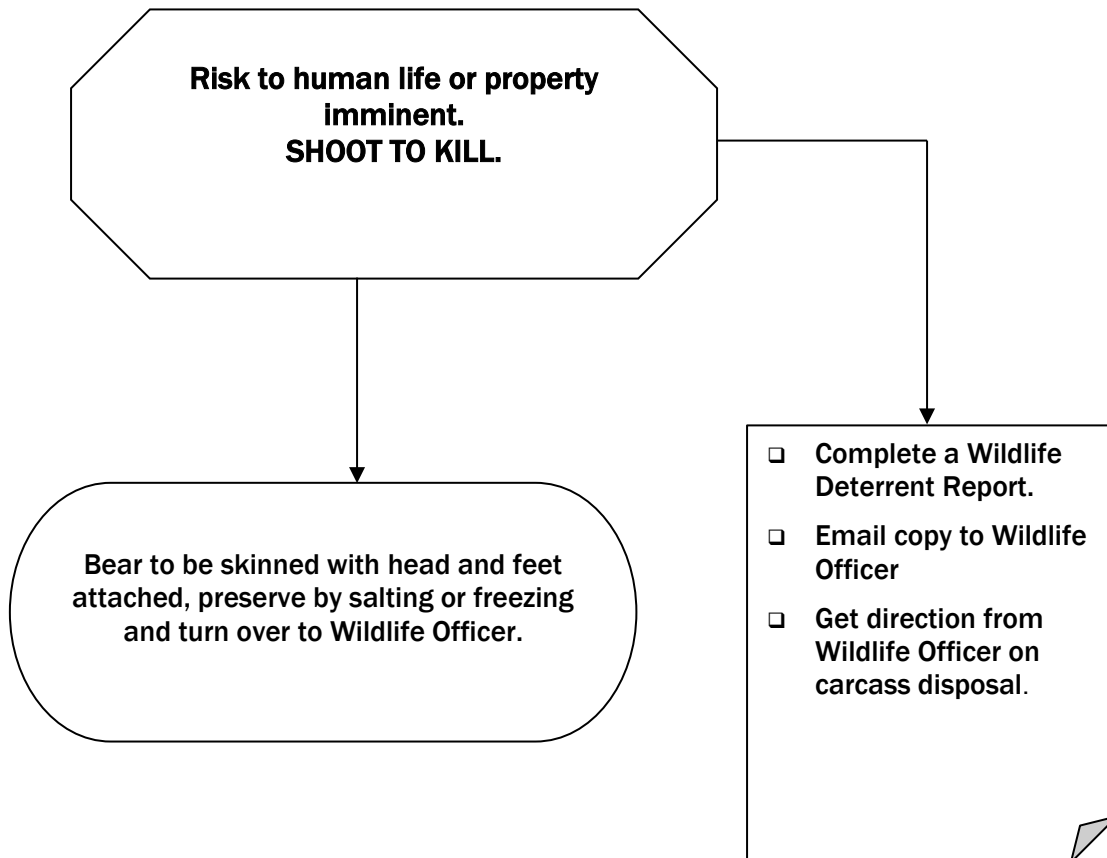 Risk to human life or property
imminent.
SHOOT TO KILL.
Bear to be skinned with head and feet
attached, preserve by salting or freezing
and turn over to Wildlife Officer.
Complete a Wildlife
Deterrent Report.
Email copy to Wildlife
Officer
Get direction from
Wildlife Officer on
carcass disposal.